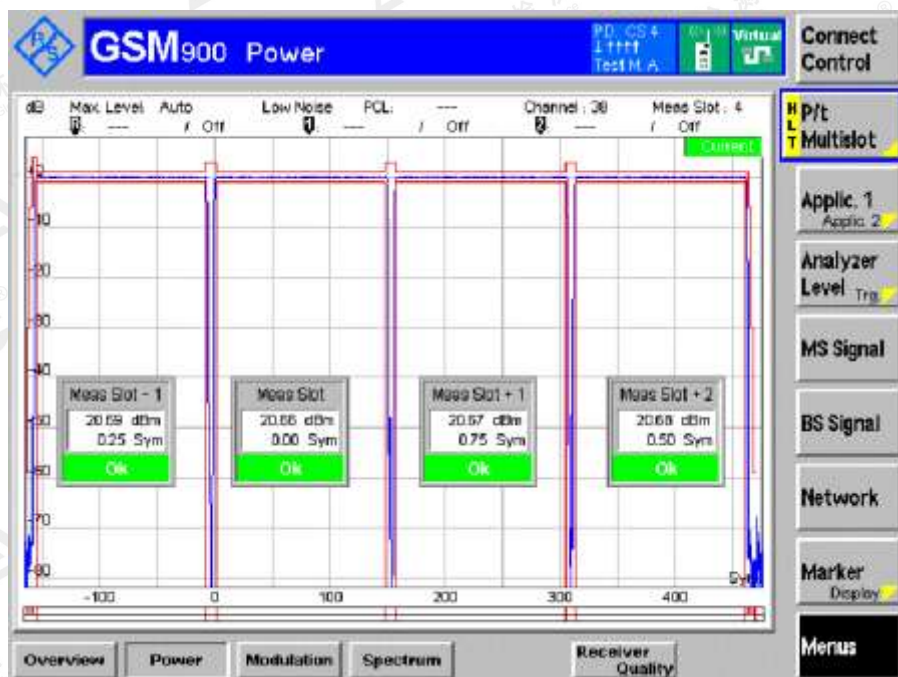 R S
GSM900 Power
PD: CS 4
Test M. A
Virtual
Connect Control
dB Max. Level: Auto Low Noise PCL: --- Channel : 38 Meas Slot : 4
0 --- / Off 1 --- / Off 2 --- / Off
Current
-10
-20
-30
-40
-50
-60
-70
-80
Meas Slot - 1
20.69 dBm
0.25 Sym
Ok
Meas Slot
dBm
0.00 Sym
Ok
Meas Slot + 1
20.67 dBm
0.75 Sym
Ok
Meas Slot + 2
20.68 dBm
0.50 Sym
Ok
-100 0 100 200 300 400
HLT
P/t Multislot
Applic. 1
Applic. 2
Analyzer Level Trg.
MS Signal
BS Signal
Network
Marker
Display
Menus
Overview Power Modulation Spectrum Receiver Quality